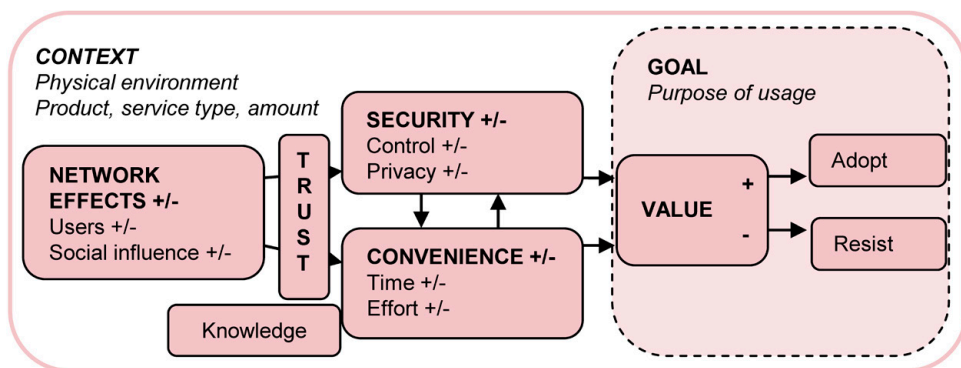 CONTEXT
Physical environment
Product, service type, amount
NETWORK
EFFECTS +/-
Users +/-
Social influence +/-
TRUST
Knowledge
SECURITY +/-
Control +/-
Privacy +/-
CONVENIENCE +/-
Time +/-
Effort +/-
GOAL
Purpose of usage
VALUE
+
-
Adopt
Resist